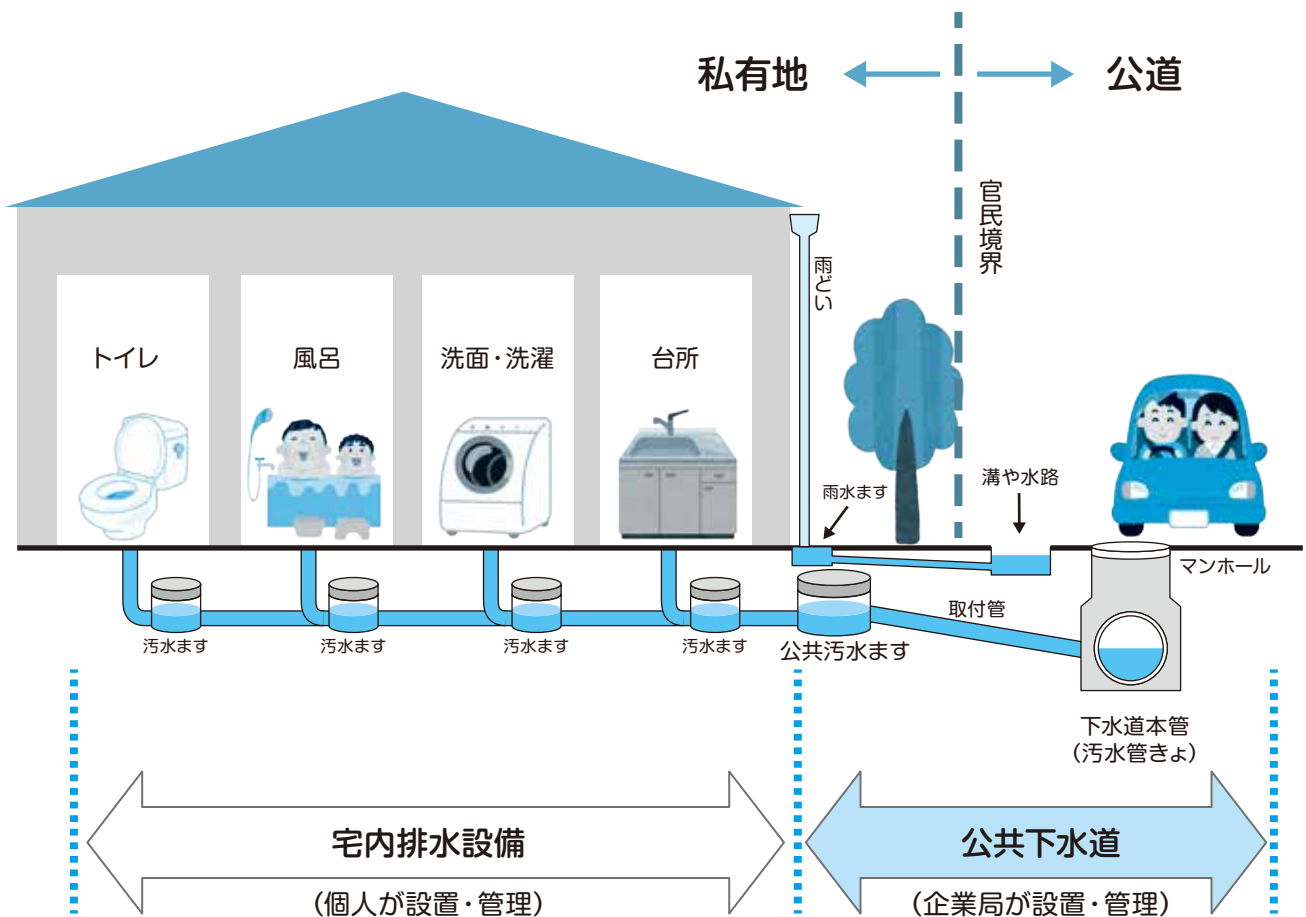 私有地
公道
官民境界
雨どい
トイレ
風呂
洗面・洗濯
台所
雨水ます
溝や水路
マンホール
取付管
汚水ます
汚水ます
汚水ます
汚水ます
公共汚水ます
下水道本管
（汚水管きょ）
宅内排水設備
（個人が設置・管理）
公共下水道
（企業局が設置・管理）